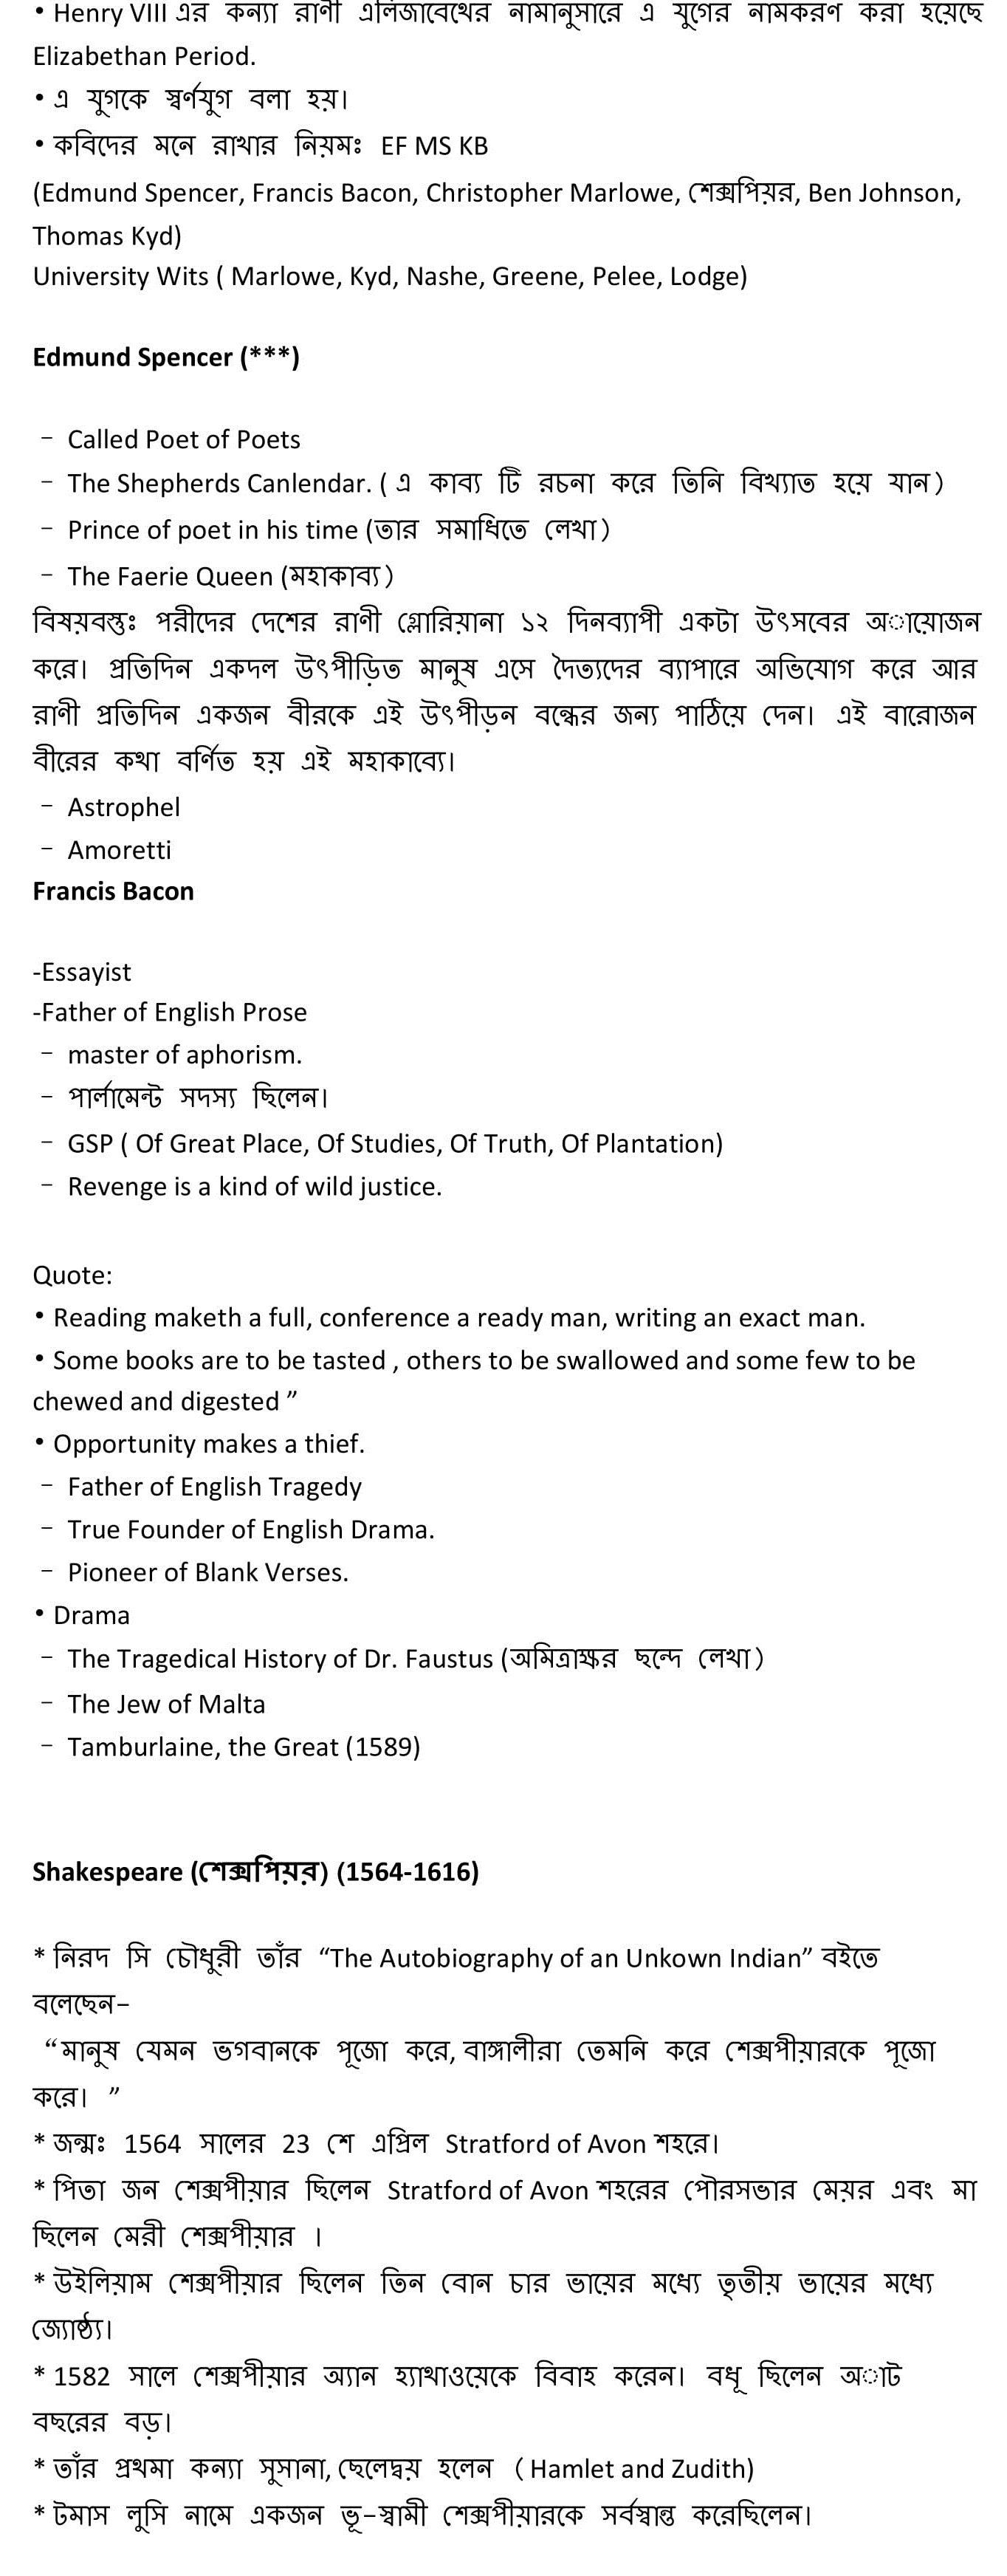 • Henry VIII এর কন্যা রাণী এলিজাবেথের নামানুসারে এ যুগের নামকরণ করা হয়েছে
Elizabethan Period.
• এ যুগকে স্বর্ণযুগ বলা হয়।
• কবিদের মনে রাখার নিয়মঃ EF MS KB
(Edmund Spencer, Francis Bacon, Christopher Marlowe, শেক্সপিয়র, Ben Johnson,
Thomas Kyd)
University Wits ( Marlowe, Kyd, Nashe, Greene, Pelee, Lodge)
Edmund Spencer (***)
– Called Poet of Poets
– The Shepherds Canlendar. ( এ কাব্য টি রচনা করে তিনি বিখ্যাত হয়ে যান)
– Prince of poet in his time (তার সমাধিতে লেখা)
– The Faerie Queen (মহাকাব্য)
বিষয়বস্তুঃ পরীদের দেশের রাণী গ্লোরিয়ানা ১২ দিনব্যাপী একটা উৎসবের অায়োজন
করে। প্রতিদিন একদল উৎপীড়িত মানুষ এসে দৈত্যদের ব্যাপারে অভিযোগ করে আর
রাণী প্রতিদিন একজন বীরকে এই উৎপীড়ন বন্ধের জন্য পাঠিয়ে দেন। এই বারোজন
বীরের কথা বর্ণিত হয় এই মহাকাব্যে।
– Astrophel
– Amoretti
Francis Bacon
-Essayist
-Father of English Prose
– master of aphorism.
– পার্লামেন্ট সদস্য ছিলেন।
– GSP ( Of Great Place, Of Studies, Of Truth, Of Plantation)
– Revenge is a kind of wild justice.
Quote:
• Reading maketh a full, conference a ready man, writing an exact man.
• Some books are to be tasted , others to be swallowed and some few to be
chewed and digested ”
• Opportunity makes a thief.
– Father of English Tragedy
– True Founder of English Drama.
– Pioneer of Blank Verses.
• Drama
– The Tragedical History of Dr. Faustus (অমিত্রাক্ষর ছন্দে লেখা)
– The Jew of Malta
– Tamburlaine, the Great (1589)
Shakespeare (শেক্সপিয়র) (1564-1616)
* নিরদ সি চৌধুরী তাঁর “The Autobiography of an Unkown Indian” বইতে
বলেছেন–
“মানুষ যেমন ভগবানকে পূজো করে, বাঙ্গালীরা তেমনি করে শেক্সপীয়ারকে পূজো
করে। ”
* জন্মঃ 1564 সালের 23 শে এপ্রিল Stratford of Avon শহরে।
* পিতা জন শেক্সপীয়ার ছিলেন Stratford of Avon শহরের পৌরসভার মেয়র এবং মা
ছিলেন মেরী শেক্সপীয়ার ।
* উইলিয়াম শেক্সপীয়ার ছিলেন তিন বোন চার ভায়ের মধ্যে তৃতীয় ভায়ের মধ্যে
জ্যোষ্ঠ্য।
* 1582 সালে শেক্সপীয়ার অ্যান হ্যাথাওয়েকে বিবাহ করেন। বধূ ছিলেন অাট
বছরের বড়।
* তাঁর প্রথমা কন্যা সুসানা, ছেলেদ্বয় হলেন ( Hamlet and Zudith)
* টমাস লুসি নামে একজন ভূ–স্বামী শেক্সপীয়ারকে সর্বস্বান্ত করেছিলেন।